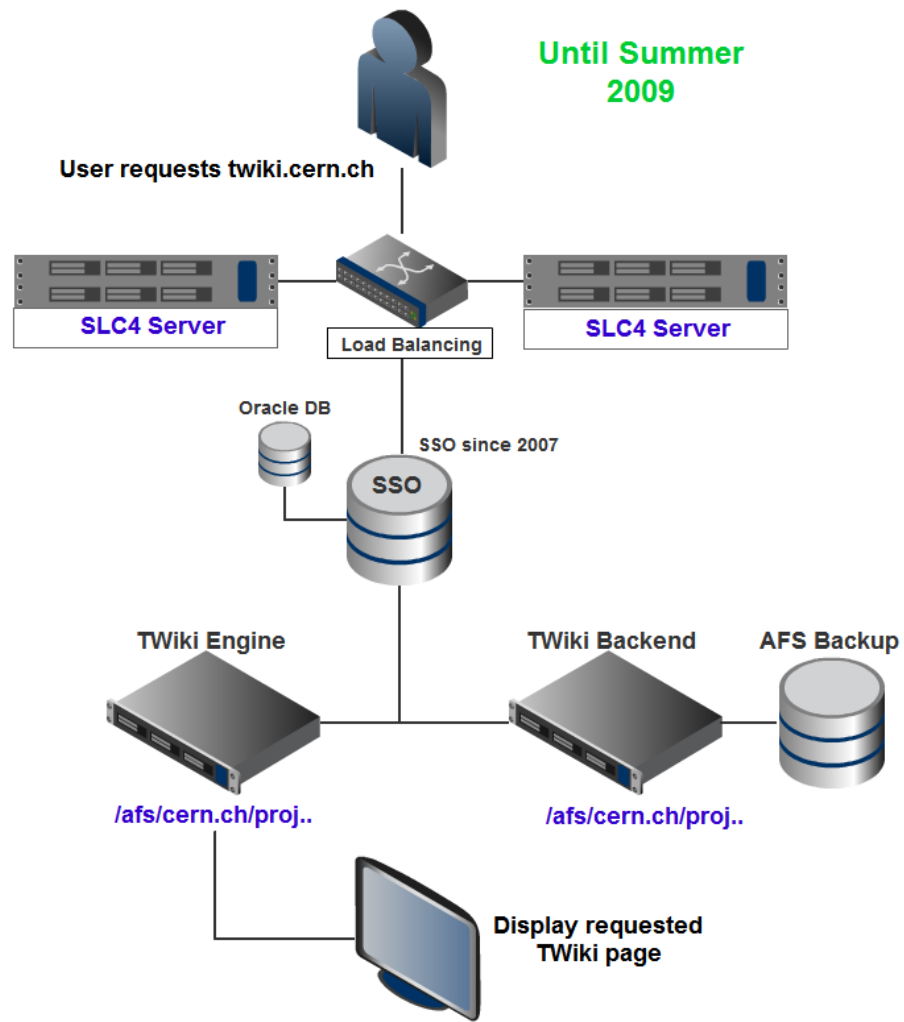 Until Summer
2009
User requests twiki.cern.ch
SLC4 Server
SLC4 Server
Load Balancing
Oracle DB
SSO since 2007
SSO
TWiki Engine
TWiki Backend
AFS Backup
/afs/cern.ch/proj..
/afs/cern.ch/proj..
Display requested
TWiki page